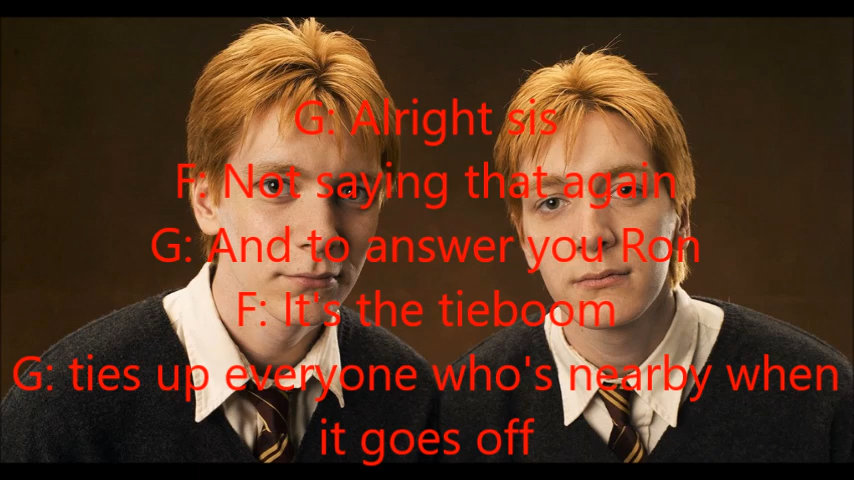 G: Alright sis
F: Not saying that again
G: And to answer you Ron
F: It's the tieboom
G: ties up everyone who's nearby when
it goes off